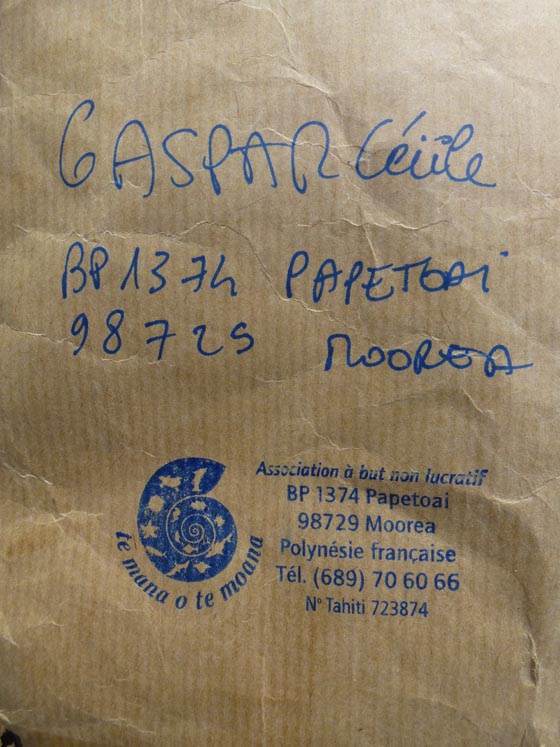 GASPAR Cécile
BP 1374 PAPETOAI
98729 MOOREA
Association à but non lucratif
BP 1374 Papetoai
98729 Moorea
Polynésie française
Tél. (689) 70 60 66
N° Tahiti 723874
te mana o te moana